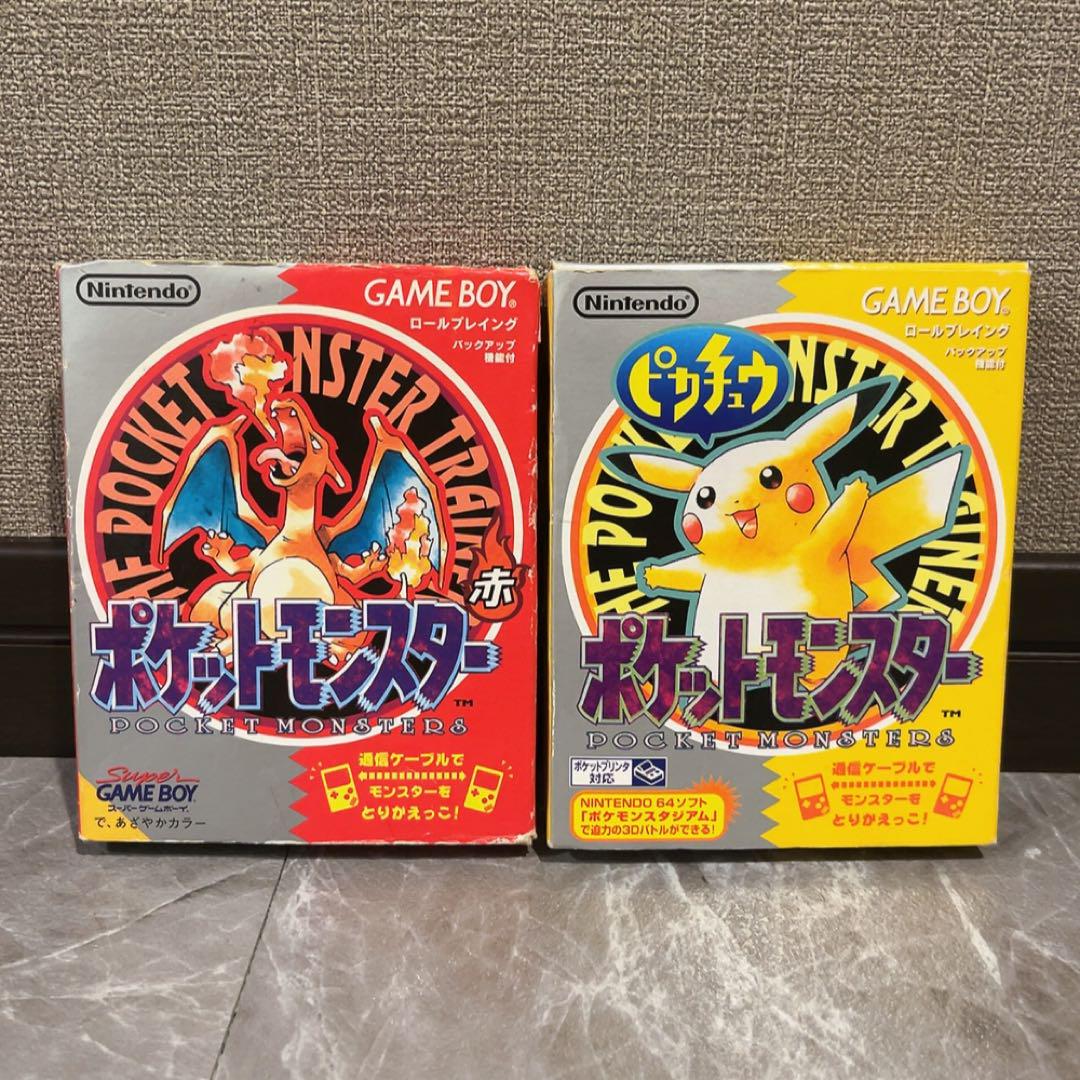 Nintendo
GAME BOY®
ロールプレイング
バックアップ
機能付
THE POCKET MONSTER TRAINER
赤
ポケットモンスター
TM
POCKET MONSTERS
Super
GAME BOY
スーパーゲームボーイ
で、あざやかカラー
通信ケーブルで
モンスターを
とりかえっこ!
Nintendo
GAME BOY®
ロールプレイング
バックアップ
機能付
ピカチュウ
ポケットモンスター
TM
POCKET MONSTERS
ポケットプリンタ
対応
NINTENDO 64ソフト
「ポケモンスタジアム」
で迫力の3Dバトルができる!
通信ケーブルで
モンスターを
とりかえっこ!